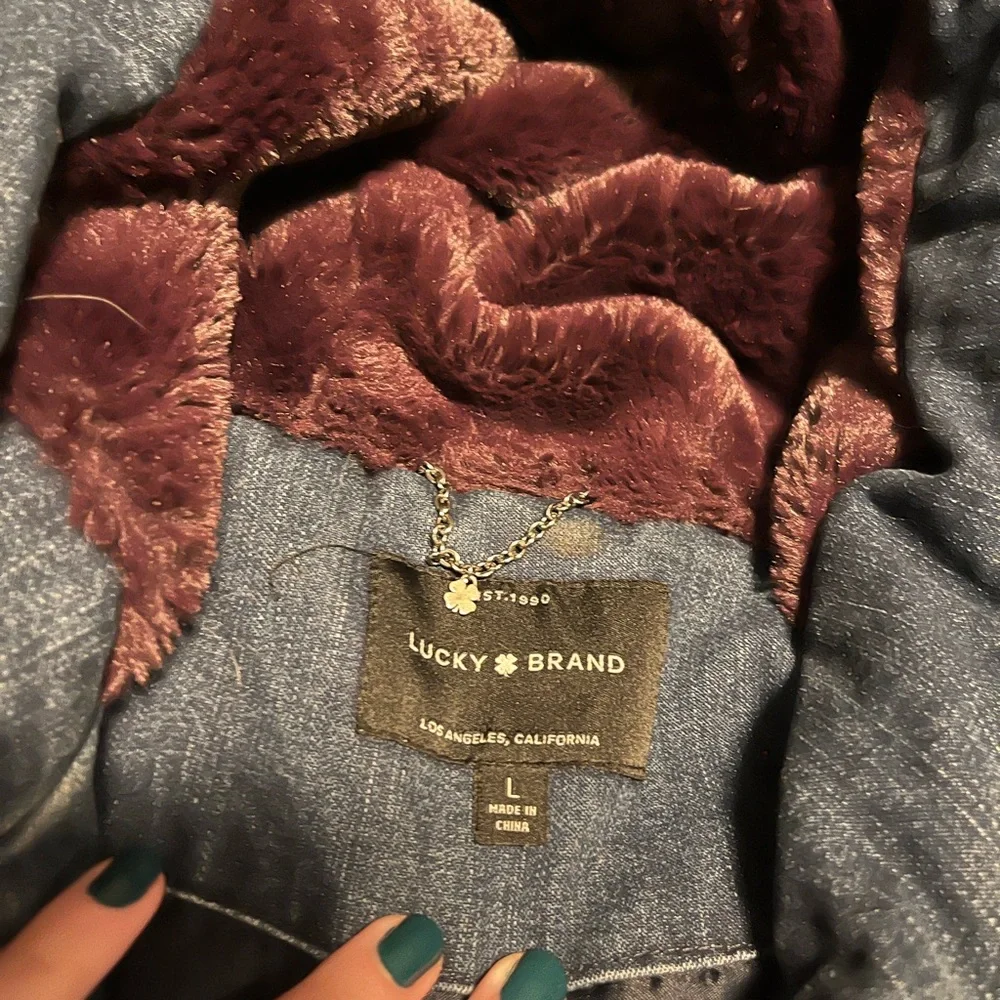 EST.1990
LUCKY BRAND
LOS ANGELES, CALIFORNIA
L
MADE IN
CHINA